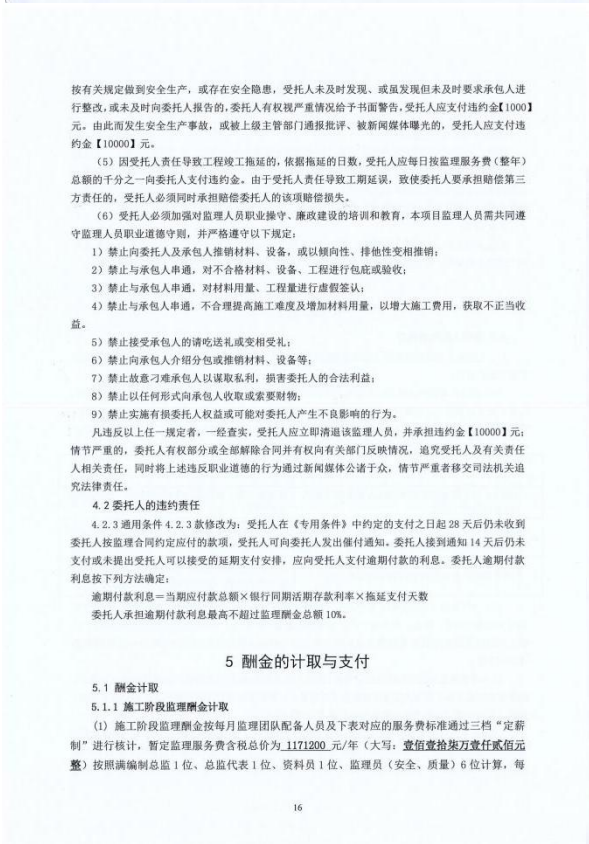 按有关规定做到安全生产，或存在安全隐患，受托人未及时发现、或虽发现但未及时要求承包人进
行整改，或未及时向委托人报告的，委托人有权视严重情况给予书面警告，受托人应支付违约金【1000】
元。由此而发生安全生产事故，或被上级主管部门通报批评、被新闻媒体曝光的，受托人应支付违
约金【10000】元。
（5）因受托人责任导致工程竣工拖延的，依据拖延的日数，受托人应每日按监理服务费（整年）
总额的千分之一向委托人支付违约金。由于受托人责任导致工期延误，致使委托人要承担赔偿第三
方责任的，受托人必须同时承担赔偿委托人的该项赔偿损失。
（6）受托人必须加强对监理人员职业操守、廉政建设的培训和教育，本项目监理人员需共同遵
守监理人员职业道德守则，并严格遵守以下规定：
1）禁止向委托人及承包人推销材料、设备，或以倾向性、排他性变相推销；
2）禁止与承包人串通，对不合格材料、设备、工程进行包庇或验收；
3）禁止与承包人串通，对材料用量、工程量进行虚假签认；
4）禁止与承包人串通，不合理提高施工难度及增加材料用量，以增大施工费用，获取不正当收
益。
5）禁止接受承包人的请吃送礼或变相受礼；
6）禁止向承包人介绍分包或推销材料、设备等；
7）禁止故意刁难承包人以谋取私利，损害委托人的合法利益；
8）禁止以任何形式向承包人收取或索要财物；
9）禁止实施有损委托人权益或可能对委托人产生不良影响的行为。
凡违反以上任一规定者，一经查实，受托人应立即清退该监理人员，并承担违约金【10000】元；
情节严重的，委托人有权部分或全部解除合同并有权向有关部门反映情况，追究受托人及有关责任
人相关责任，同时将上述违反职业道德的行为通过新闻媒体公诸于众，情节严重者移交司法机关追
究法律责任。
4.2 委托人的违约责任
4.2.3 通用条件 4.2.3 款修改为：受托人在《专用条件》中约定的支付之日起 28 天后仍未收到
委托人按监理合同约定应付的款项，受托人可向委托人发出催付通知。委托人接到通知 14 天后仍未
支付或未提出受托人可以接受的延期支付安排，应向受托人支付逾期付款的利息。委托人逾期付款
利息按下列方法确定：
逾期付款利息＝当期应付款总额×银行同期活期存款利率×拖延支付天数
委托人承担逾期付款利息最高不超过监理酬金总额 10%。
5 酬金的计取与支付
5.1 酬金计取
5.1.1 施工阶段监理酬金计取
(1) 施工阶段监理酬金按每月监理团队配备人员及下表对应的服务费标准通过三档“定薪
制”进行核计，暂定监理服务费含税总价为 1171200 元/年（大写：壹佰壹拾柒万壹仟贰佰元
整）按照满编制总监 1 位、总监代表 1 位、资料员 1 位、监理员（安全、质量）6 位计算，每
16